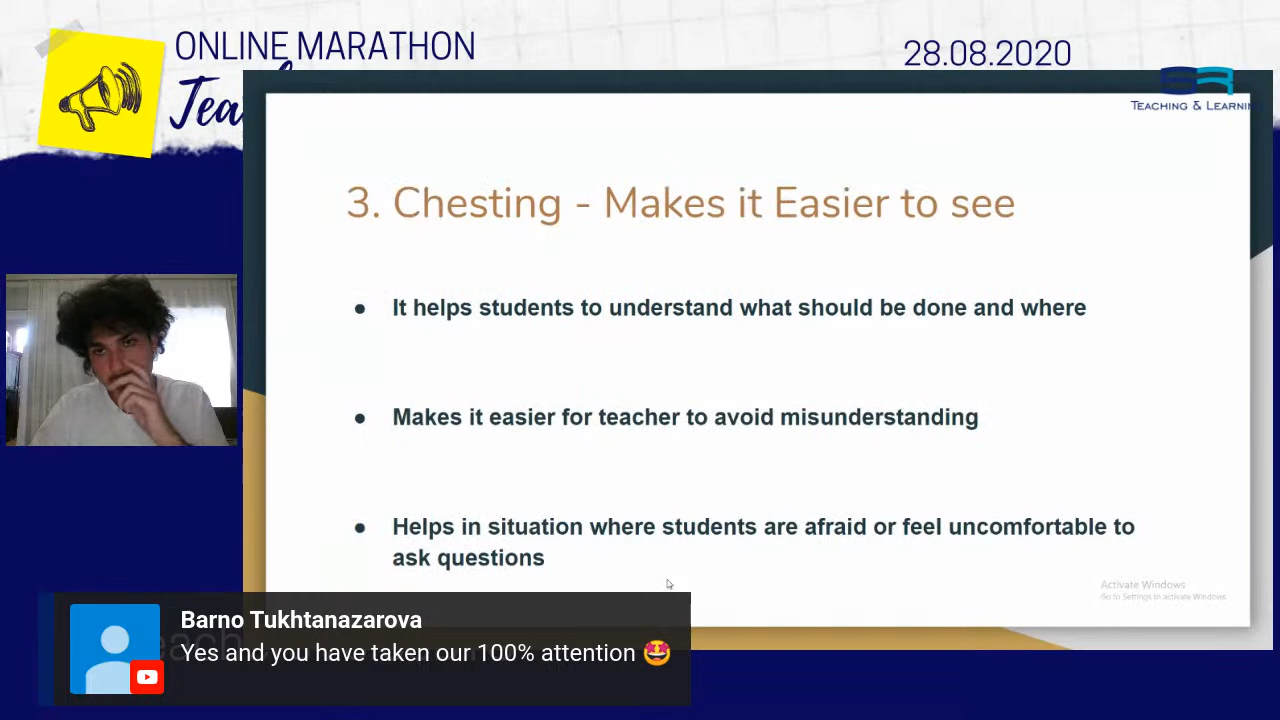 ONLINE MARATHON
28.08.2020
TEACHING & LEARNING
3. Chesting - Makes it Easier to see
● It helps students to understand what should be done and where
● Makes it easier for teacher to avoid misunderstanding
● Helps in situation where students are afraid or feel uncomfortable to
ask questions
Activate Windows
Go to Settings to activate Windows.
Barno Tukhtanazarova
Yes and you have taken our 100% attention 🤩